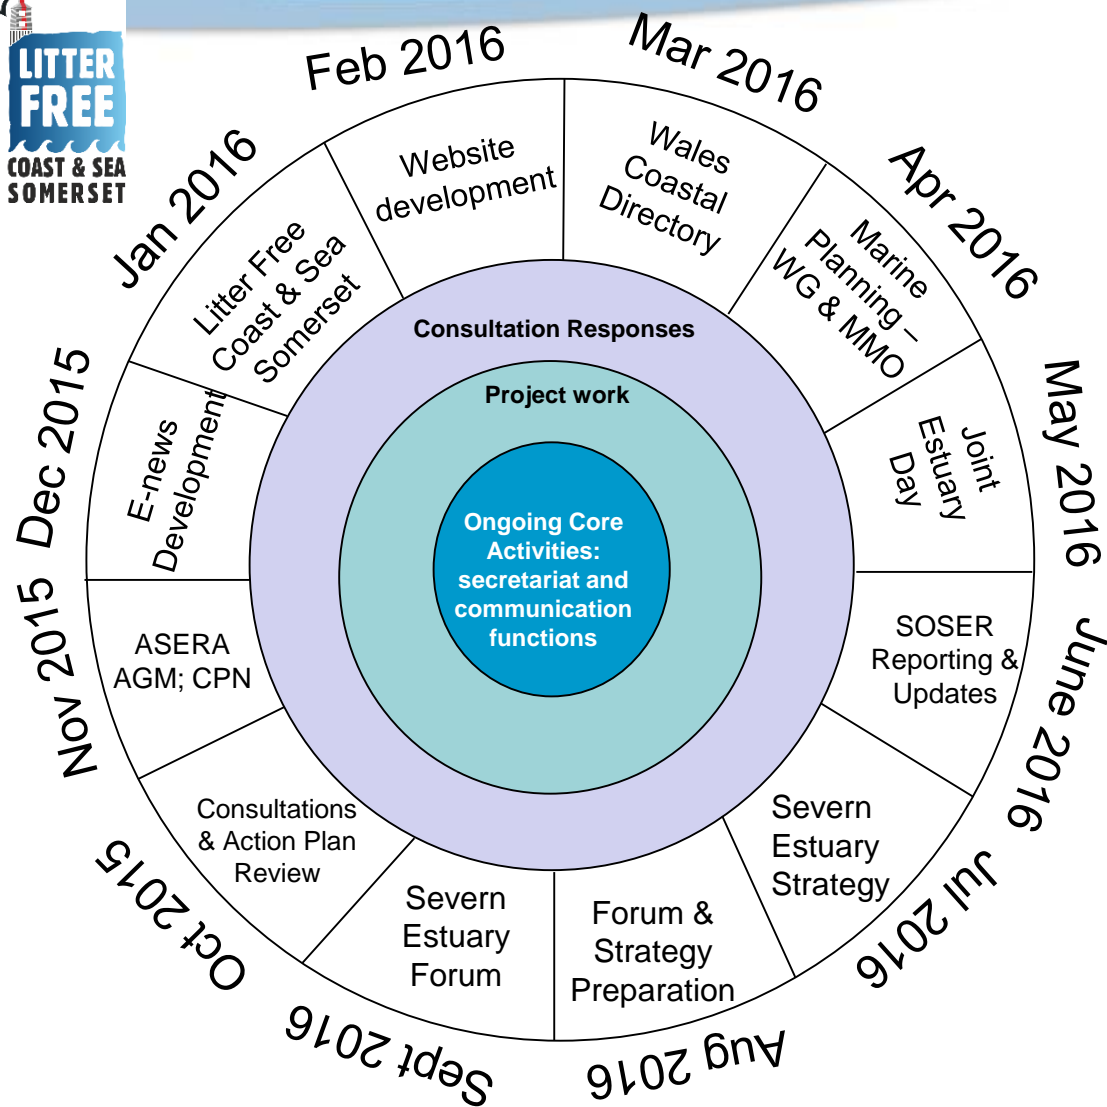 LITTER
FREE
COAST & SEA
SOMERSET
Feb 2016
Mar 2016
Apr 2016
May 2016
June 2016
Jul 2016
Aug 2016
Sept 2016
Oct 2015
Nov 2015
Dec 2015
Jan 2016
Website
development
Wales
Coastal
Directory
Marine
Planning –
WG & MMO
Joint
Estuary
Day
SOSER
Reporting &
Updates
Severn
Estuary
Strategy
Forum &
Strategy
Preparation
Severn
Estuary
Forum
Consultations
& Action Plan
Review
ASERA
AGM; CPN
E-news
Development
Litter Free
Coast & Sea
Somerset
Consultation Responses
Project work
Ongoing Core
Activities:
secretariat and
communication
functions